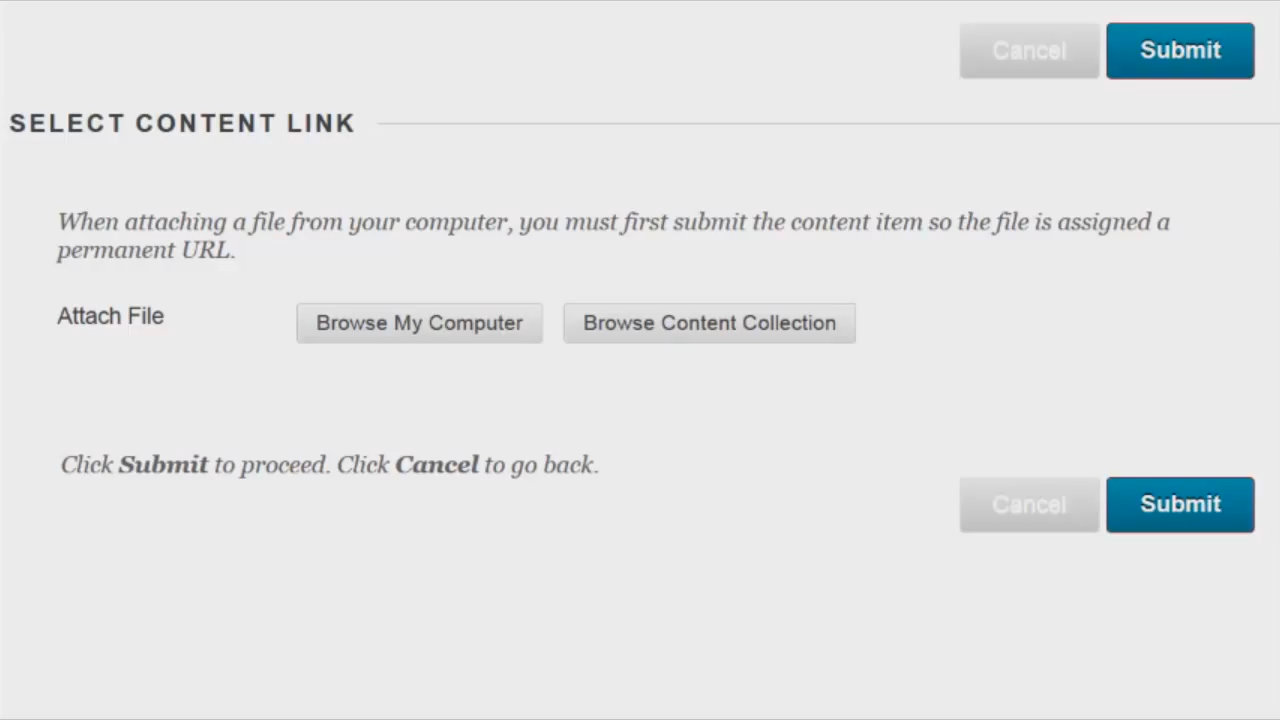 Cancel Submit
SELECT CONTENT LINK
When attaching a file from your computer, you must first submit the content item so the file is assigned a
permanent URL.
Attach File Browse My Computer Browse Content Collection
Click Submit to proceed. Click Cancel to go back.
Cancel Submit